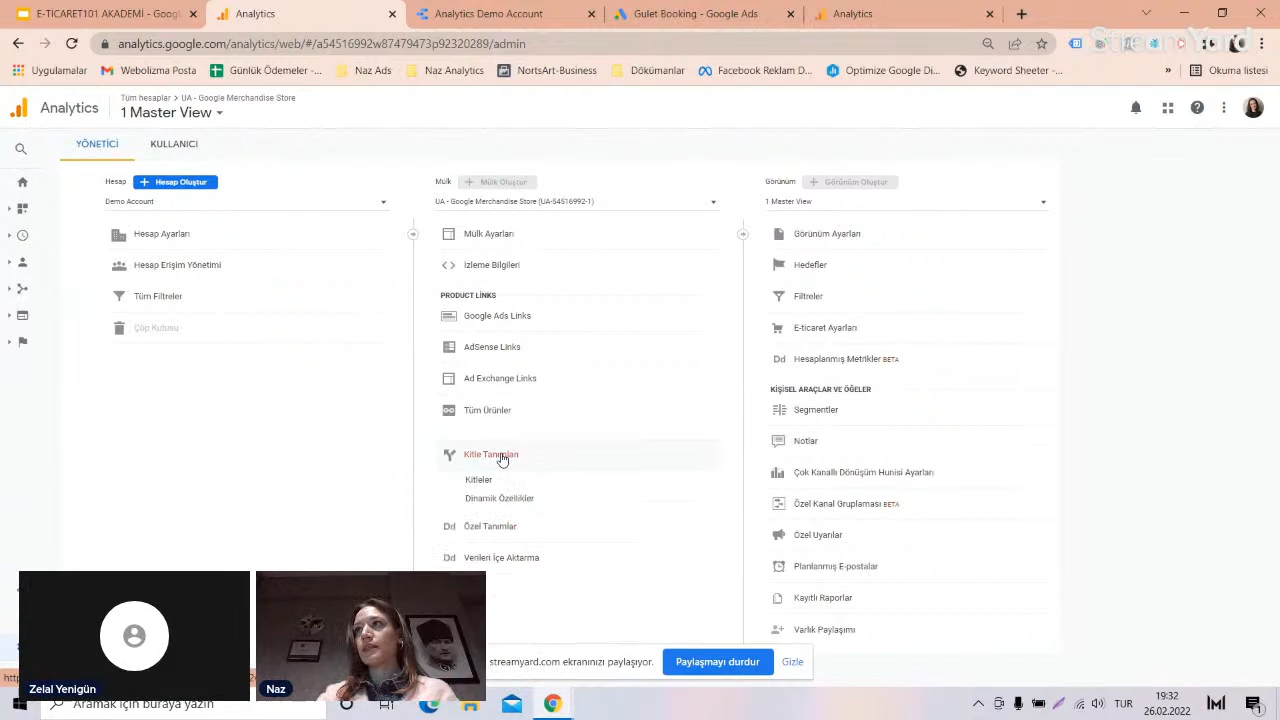 E-TICARET101 AKADEMİ - Googl
Analytics
Analytics Demo Account
Gulet Booking - Google Ads
Analytics
analytics.google.com/analytics/web/#/a54516992w87479473p92320289/admin
Uygulamalar
Webolizma Posta
Günlük Ödemeler -...
Naz Ads
Naz Analytics
NortsArt-Business
Dökümanlar
Facebook Reklam D...
Optimize Google Di...
Keyword Sheeter -...
»
Okuma listesi
Analytics
Tüm hesaplar > UA - Google Merchandise Store
1 Master View
YÖNETİCİ
KULLANICI
Hesap
+ Hesap Oluştur
Demo Account
Hesap Ayarları
Hesap Erişim Yönetimi
Tüm Filtreler
Çöp Kutusu
Mülk
+ Mülk Oluştur
UA - Google Merchandise Store (UA-54516992-1)
Mülk Ayarları
İzleme Bilgileri
PRODUCT LİNKS
Google Ads Links
AdSense Links
Ad Exchange Links
Tüm Ürünler
Kitle Tanımları
Kitleler
Dinamik Özellikler
Dd Özel Tanımlar
Dd Verileri İçe Aktarma
Görünüm
+ Görünüm Oluştur
1 Master View
Görünüm Ayarları
Hedefler
Filtreler
E-ticaret Ayarları
Dd Hesaplanmış Metrikler BETA
KİŞİSEL ARAÇLAR VE ÖĞELER
Segmentler
Notlar
Çok Kanallı Dönüşüm Hunisi Ayarları
Özel Kanal Gruplaması BETA
Özel Uyarılar
Planlanmış E-postalar
Kayıtlı Raporlar
Varlık Paylaşımı
streamyard.com ekranınızı paylaşıyor.
Paylaşmayı durdur
Gizle
Zelal Yenigün
Naz
Aramak için buraya yazın
TUR
19:32
26.02.2022
1